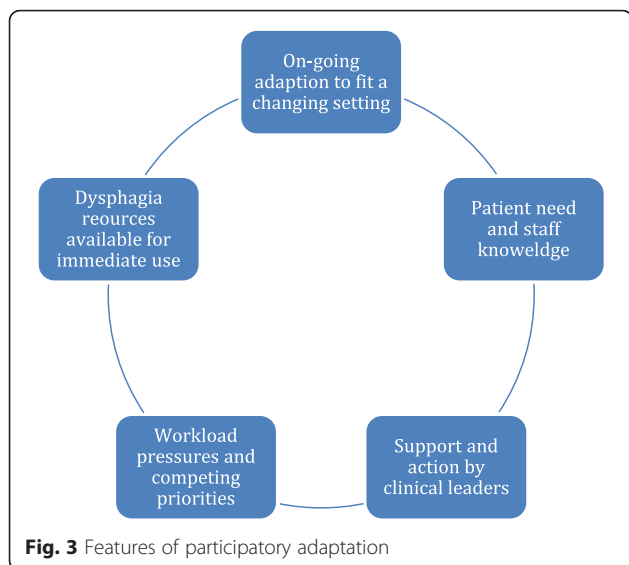 On-going
adaption to fit a
changing setting
Patient need
and staff
knoweldge
Support and
action by
clinical leaders
Workload
pressures and
competing
priorities
Dysphagia
reources
available for
immediate use
Fig. 3 Features of participatory adaptation